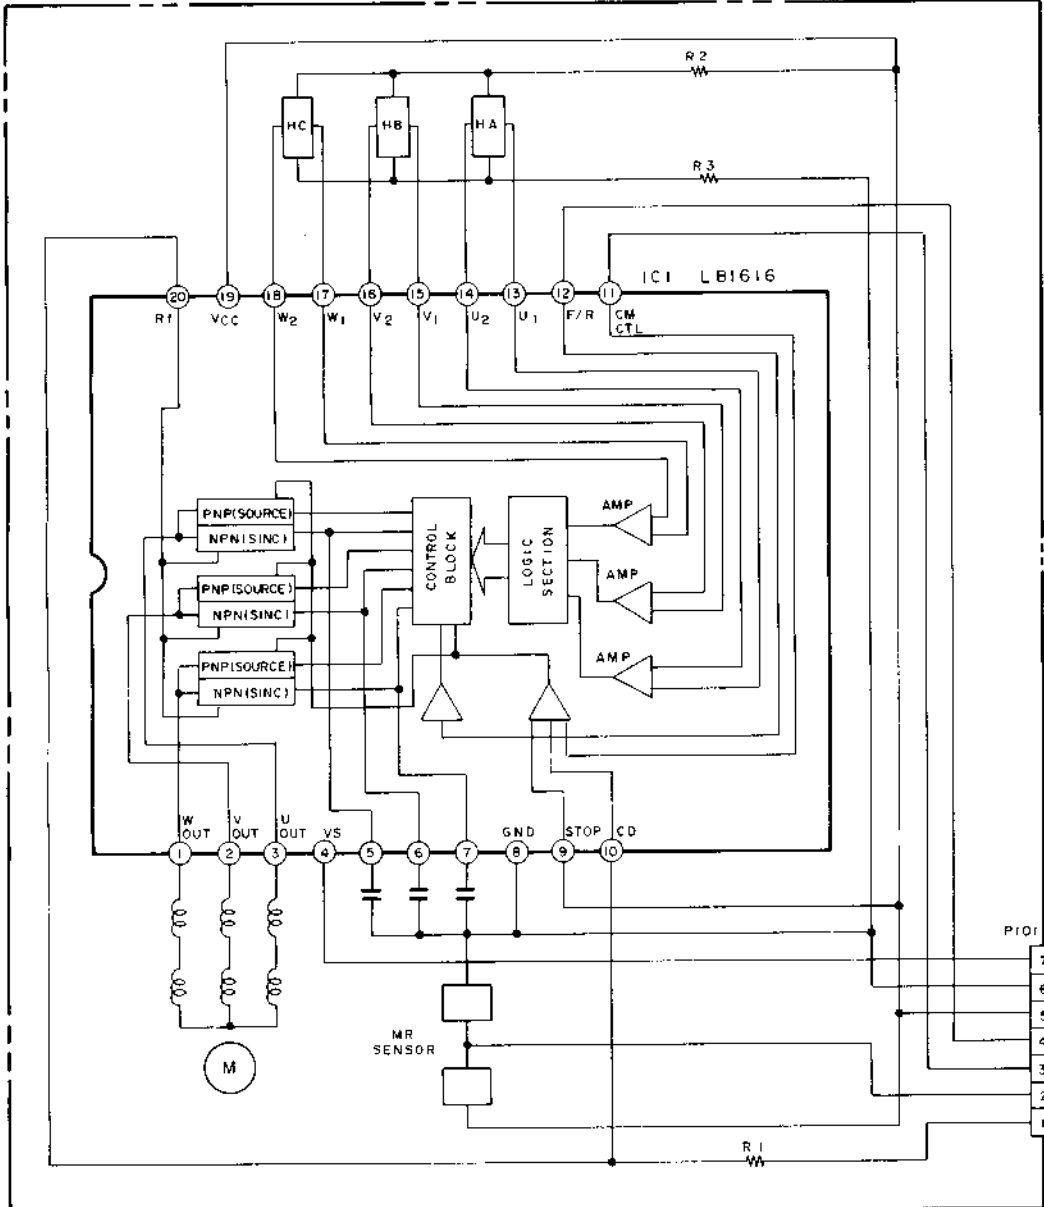 R2
HC
HB
HA
R3
IC1 LB1616
20
19
18
17
16
15
14
13
12
11
Rf
VCC
W2
W1
V2
V1
U2
U1
F/R
CM
CTL
PNP(SOURCE)
NPN(SINC)
PNP(SOURCE)
NPN(SINC)
PNP(SOURCE)
NPN(SINC)
CONTROL
BLOCK
LOGIC
SECTION
AMP
AMP
AMP
W
OUT
V
OUT
U
OUT
VS
GND
STOP
CD
1
2
3
4
5
6
7
8
9
10
P101
7
6
5
4
3
2
1
MR
SENSOR
M
R1